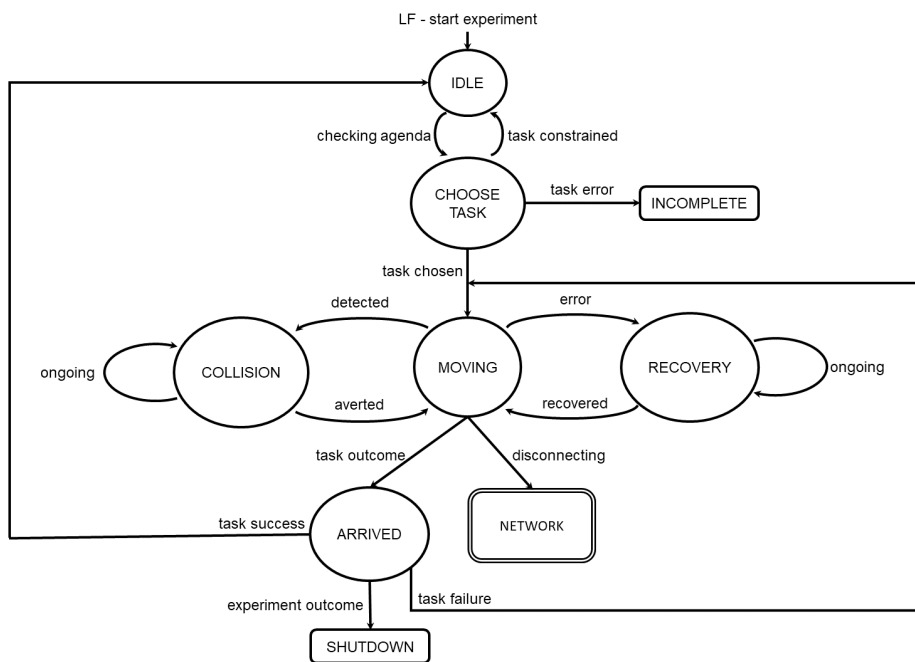 LF - start experiment
IDLE
checking agenda
task constrained
CHOOSE
TASK
task error
INCOMPLETE
task chosen
detected
error
ongoing
COLLISION
MOVING
RECOVERY
ongoing
averted
recovered
task outcome
disconnecting
task success
ARRIVED
NETWORK
experiment outcome
task failure
SHUTDOWN